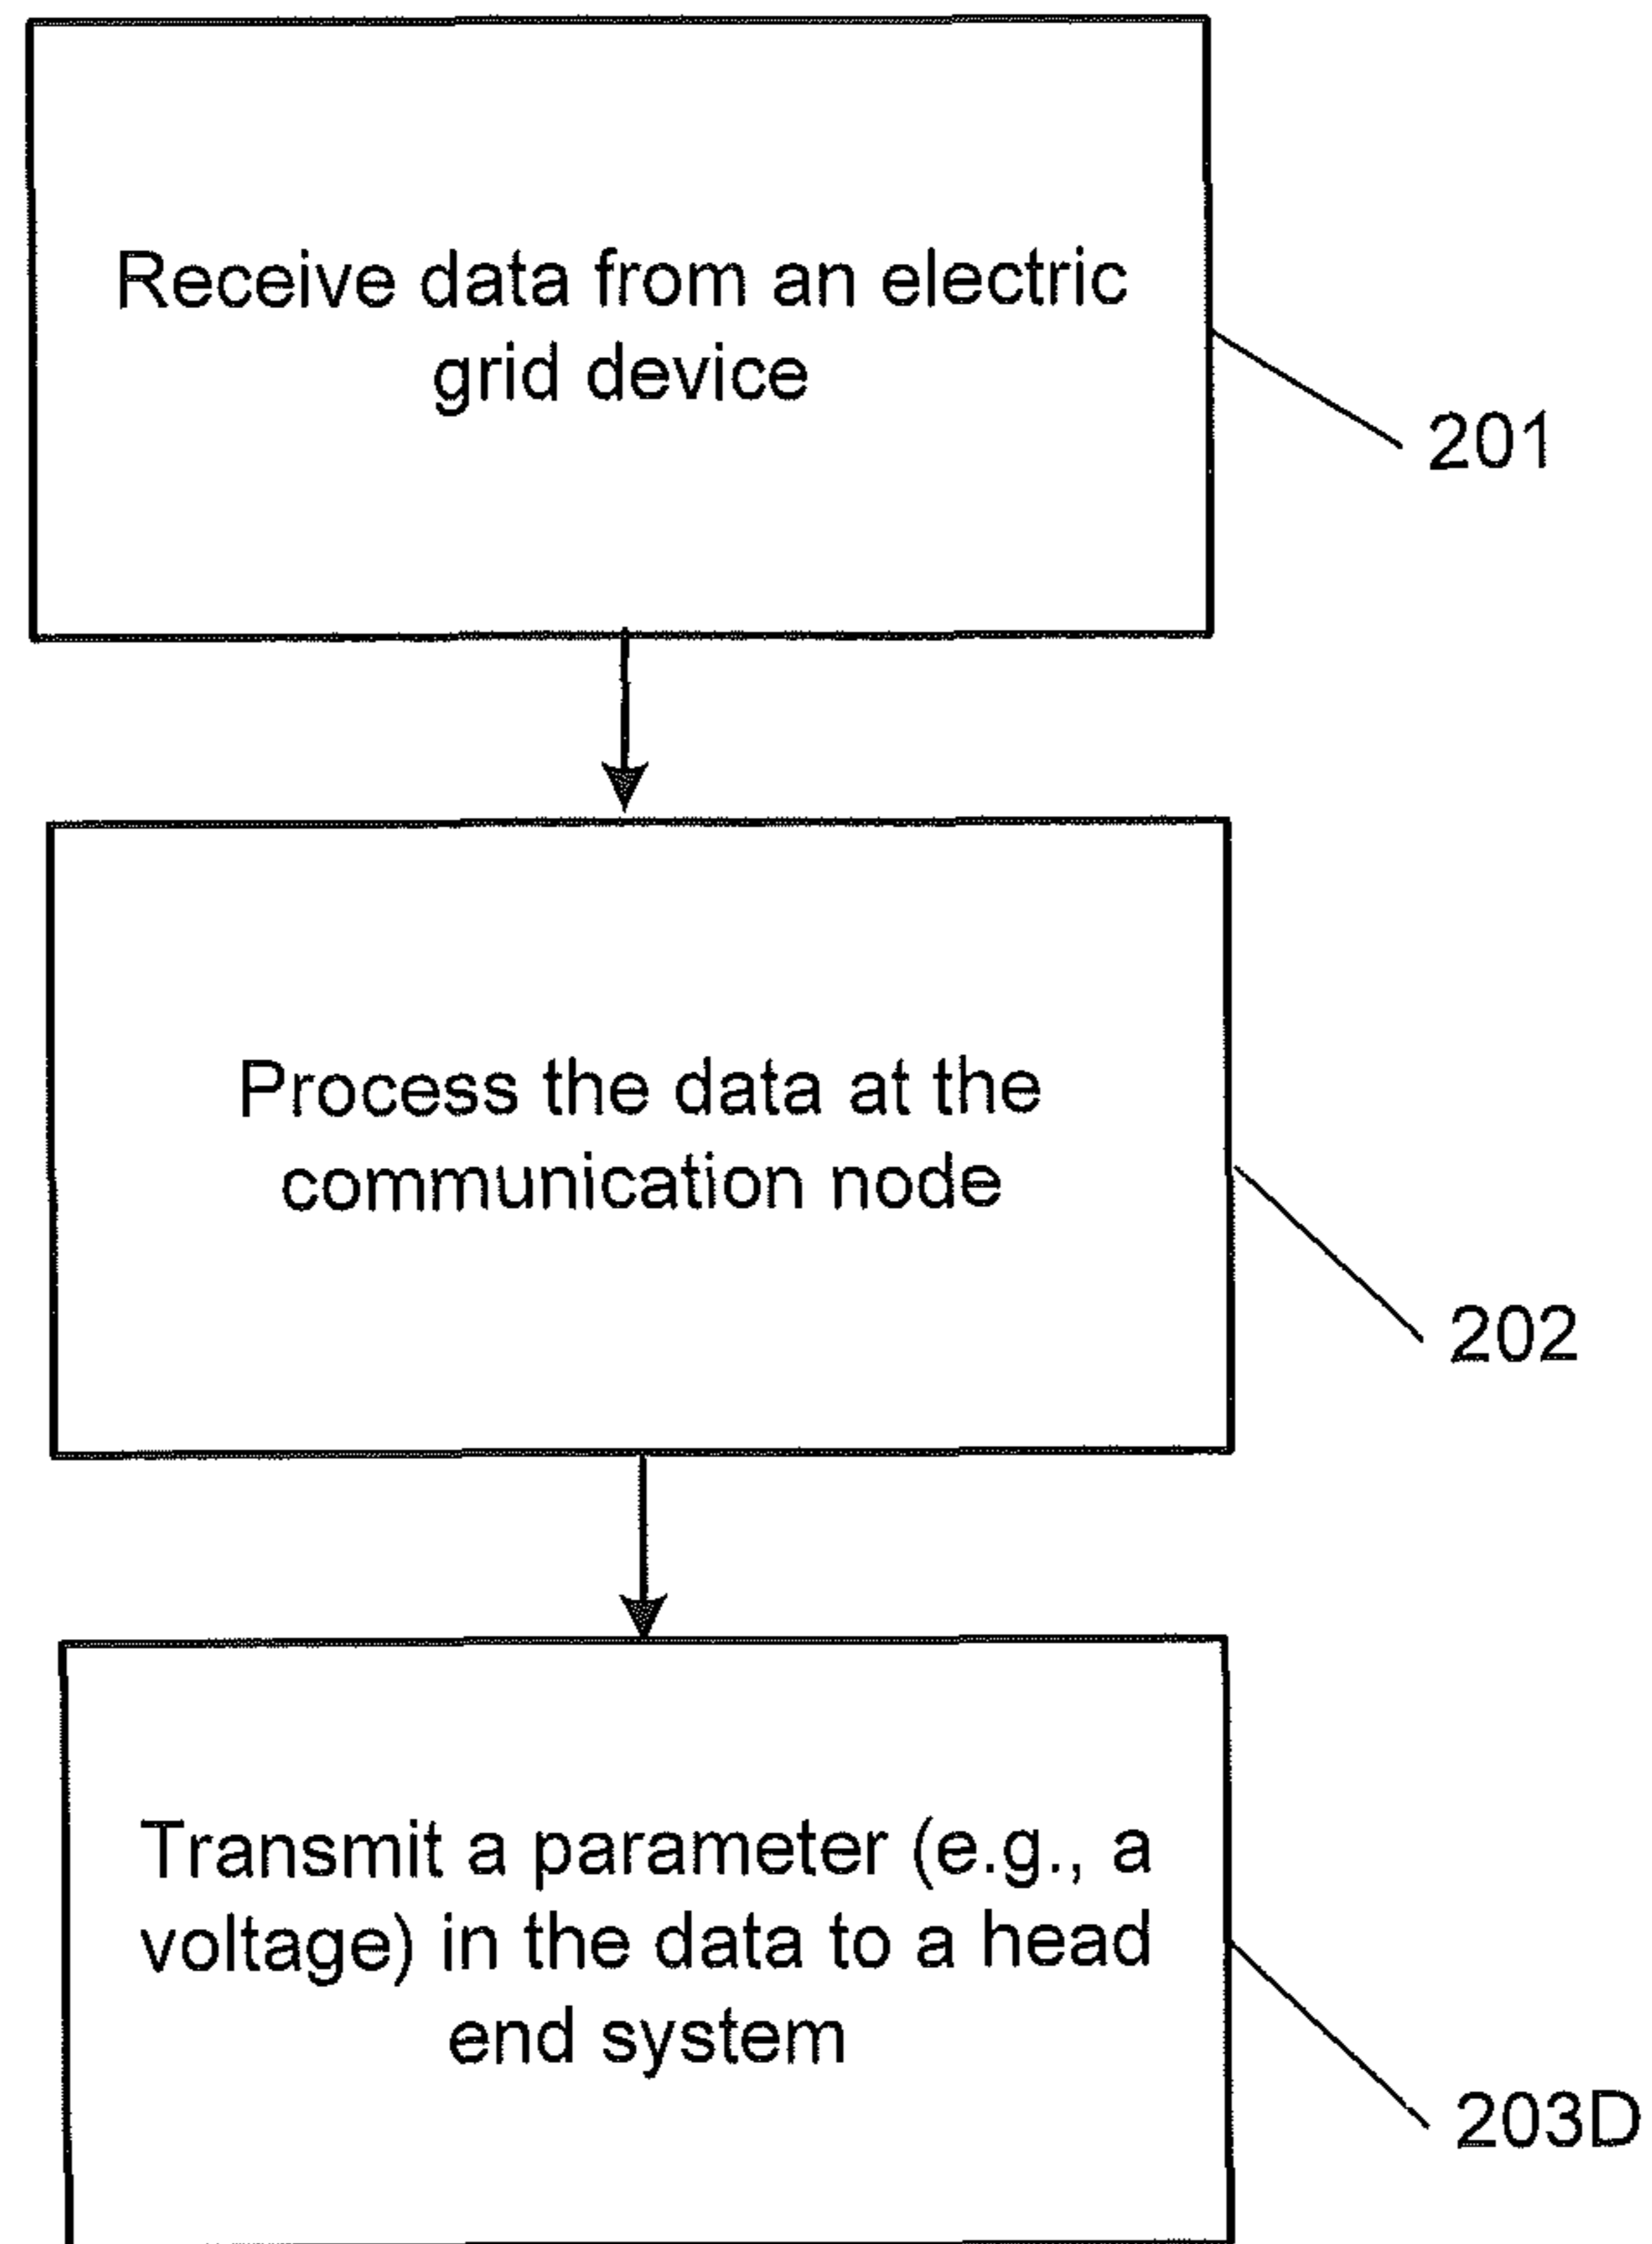 Receive data from an electric
grid device
201
Process the data at the
communication node
202
Transmit a parameter (e.g., a
voltage) in the data to a head
end system
203D